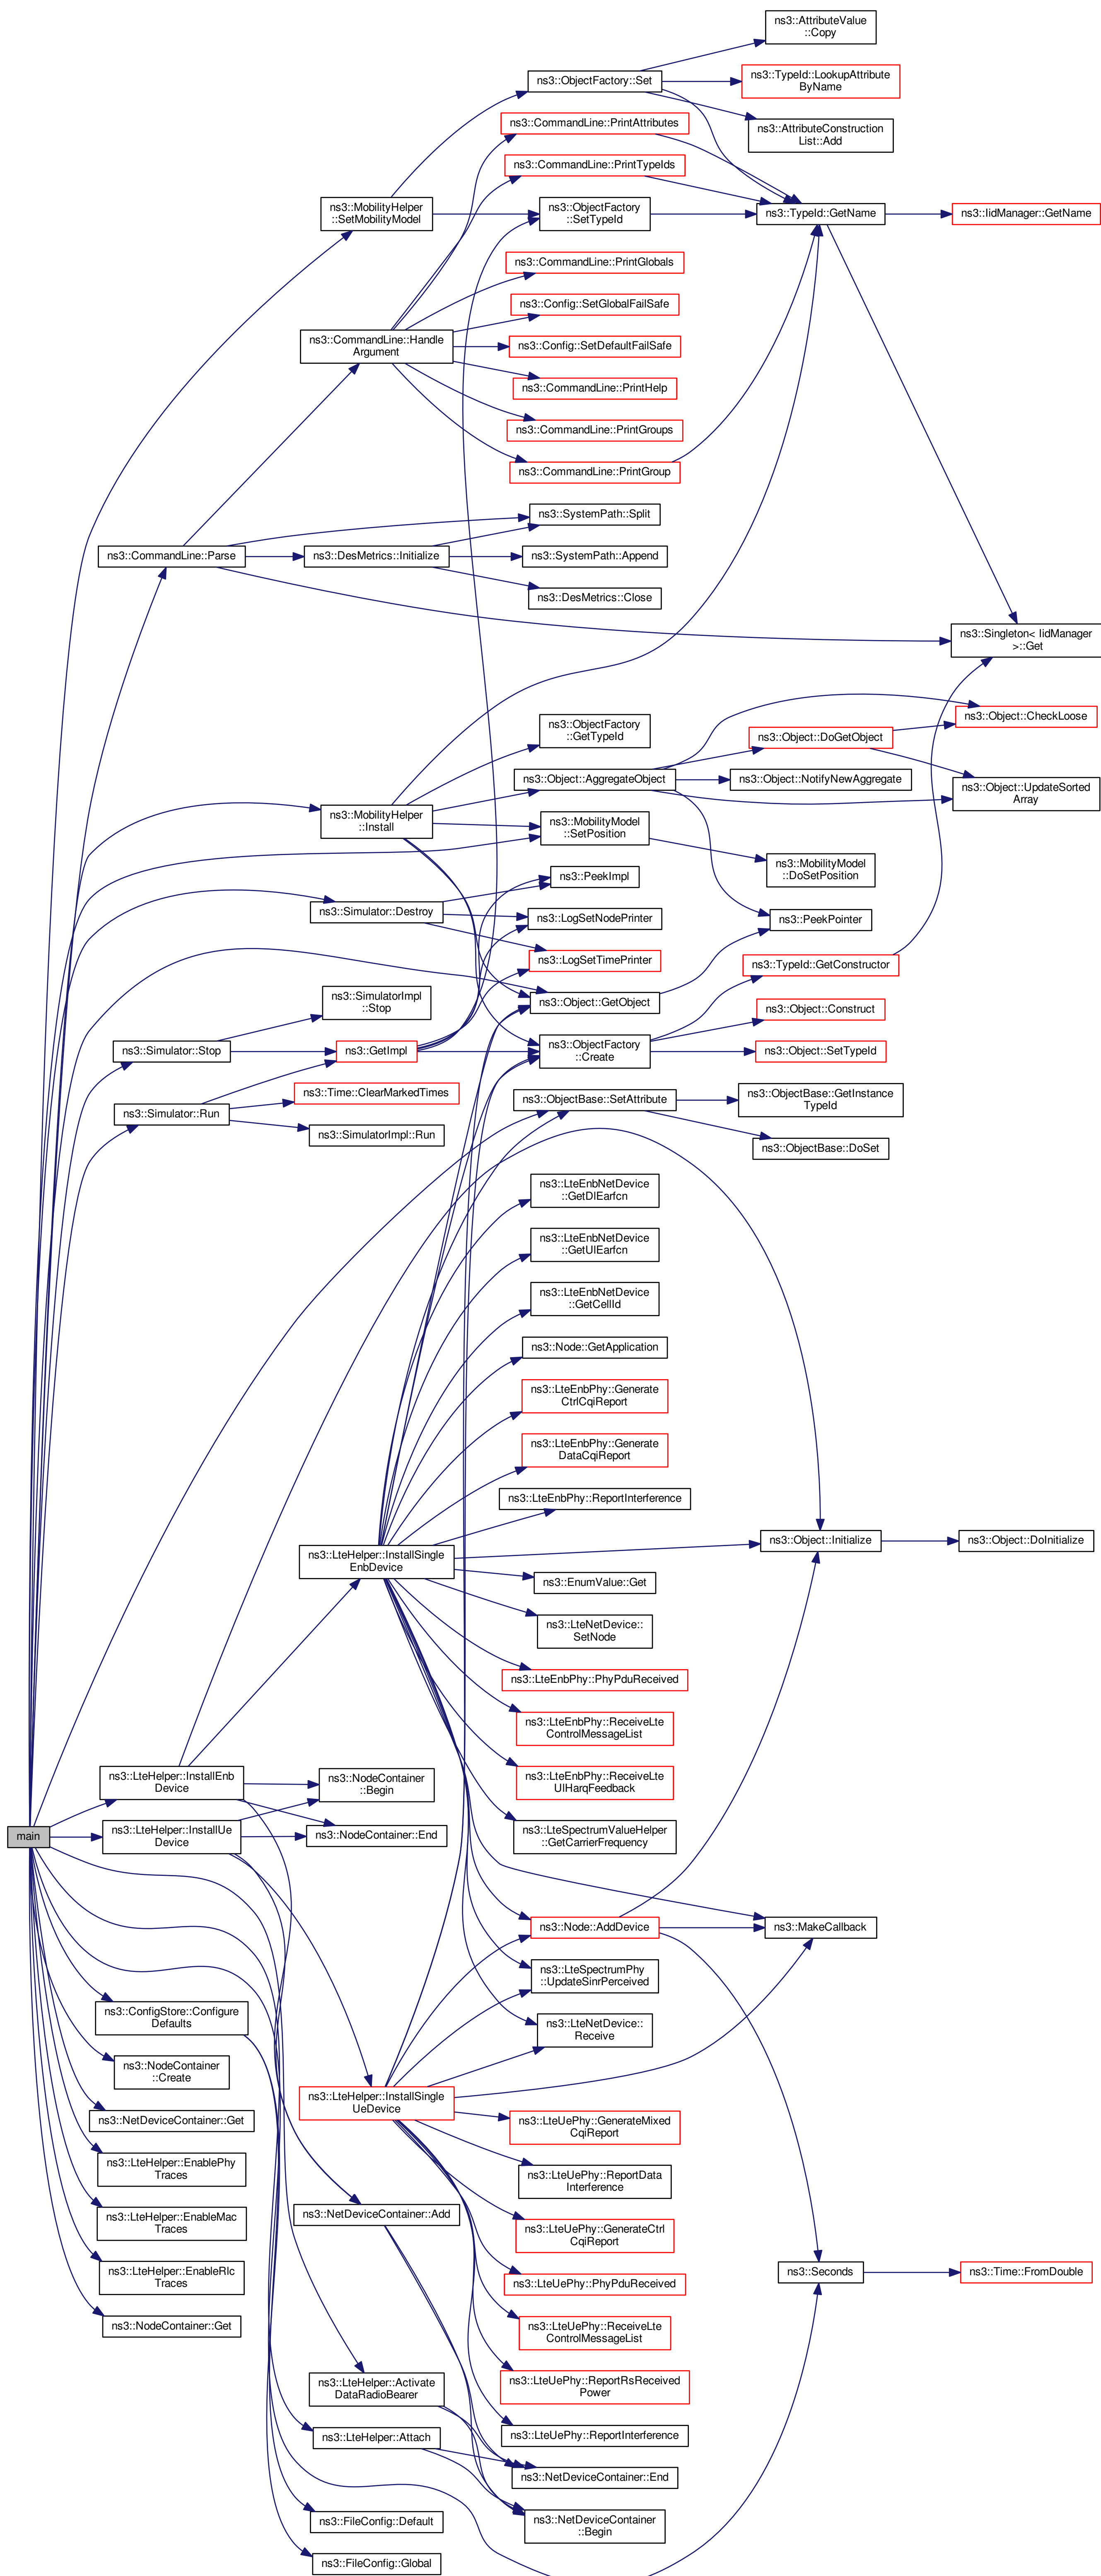 ns3::AttributeValue
::Copy
ns3::ObjectFactory::Set
ns3::TypeId::LookupAttribute
ByName
ns3::CommandLine::PrintAttributes
ns3::AttributeConstruction
List::Add
ns3::CommandLine::PrintTypeIds
ns3::MobilityHelper
::SetMobilityModel
ns3::ObjectFactory
::SetTypeId
ns3::TypeId::GetName
ns3::IidManager::GetName
ns3::CommandLine::PrintGlobals
ns3::Config::SetGlobalFailSafe
ns3::CommandLine::Handle
Argument
ns3::Config::SetDefaultFailSafe
ns3::CommandLine::PrintHelp
ns3::CommandLine::PrintGroups
ns3::CommandLine::PrintGroup
ns3::SystemPath::Split
ns3::CommandLine::Parse
ns3::DesMetrics::Initialize
ns3::SystemPath::Append
ns3::DesMetrics::Close
ns3::Singleton< IidManager
>::Get
ns3::Object::CheckLoose
ns3::ObjectFactory
::GetTypeId
ns3::Object::DoGetObject
ns3::Object::AggregateObject
ns3::Object::NotifyNewAggregate
ns3::Object::UpdateSorted
Array
ns3::MobilityHelper
::Install
ns3::MobilityModel
::SetPosition
ns3::MobilityModel
::DoSetPosition
ns3::PeekImpl
ns3::Simulator::Destroy
ns3::LogSetNodePrinter
ns3::PeekPointer
ns3::LogSetTimePrinter
ns3::TypeId::GetConstructor
ns3::SimulatorImpl
::Stop
ns3::Object::GetObject
ns3::Object::Construct
ns3::Simulator::Stop
ns3::GetImpl
ns3::ObjectFactory
::Create
ns3::Object::SetTypeId
ns3::Time::ClearMarkedTimes
ns3::ObjectBase::SetAttribute
ns3::ObjectBase::GetInstance
TypeId
ns3::Simulator::Run
ns3::SimulatorImpl::Run
ns3::ObjectBase::DoSet
ns3::LteEnbNetDevice
::GetDlEarfcn
ns3::LteEnbNetDevice
::GetUlEarfcn
ns3::LteEnbNetDevice
::GetCellId
ns3::Node::GetApplication
ns3::LteEnbPhy::Generate
CtrlCqiReport
ns3::LteEnbPhy::Generate
DataCqiReport
ns3::LteEnbPhy::ReportInterference
ns3::Object::Initialize
ns3::Object::DoInitialize
ns3::LteHelper::InstallSingle
EnbDevice
ns3::EnumValue::Get
ns3::LteNetDevice::
SetNode
ns3::LteEnbPhy::PhyPduReceived
ns3::LteEnbPhy::ReceiveLte
ControlMessageList
ns3::LteHelper::InstallEnb
Device
ns3::NodeContainer
::Begin
ns3::LteEnbPhy::ReceiveLte
UlHarqFeedback
main
ns3::LteHelper::InstallUe
Device
ns3::NodeContainer::End
ns3::LteSpectrumValueHelper
::GetCarrierFrequency
ns3::Node::AddDevice
ns3::MakeCallback
ns3::LteSpectrumPhy
::UpdateSinrPerceived
ns3::ConfigStore::Configure
Defaults
ns3::LteNetDevice::
Receive
ns3::NodeContainer
::Create
ns3::LteHelper::InstallSingle
UeDevice
ns3::NetDeviceContainer::Get
ns3::LteUePhy::GenerateMixed
CqiReport
ns3::LteHelper::EnablePhy
Traces
ns3::LteUePhy::ReportData
Interference
ns3::LteHelper::EnableMac
Traces
ns3::NetDeviceContainer::Add
ns3::LteUePhy::GenerateCtrl
CqiReport
ns3::LteHelper::EnableRlc
Traces
ns3::LteUePhy::PhyPduReceived
ns3::Seconds
ns3::Time::FromDouble
ns3::NodeContainer::Get
ns3::LteUePhy::ReceiveLte
ControlMessageList
ns3::LteHelper::Activate
DataRadioBearer
ns3::LteUePhy::ReportRsReceived
Power
ns3::LteHelper::Attach
ns3::LteUePhy::ReportInterference
ns3::NetDeviceContainer::End
ns3::FileConfig::Default
ns3::NetDeviceContainer
::Begin
ns3::FileConfig::Global